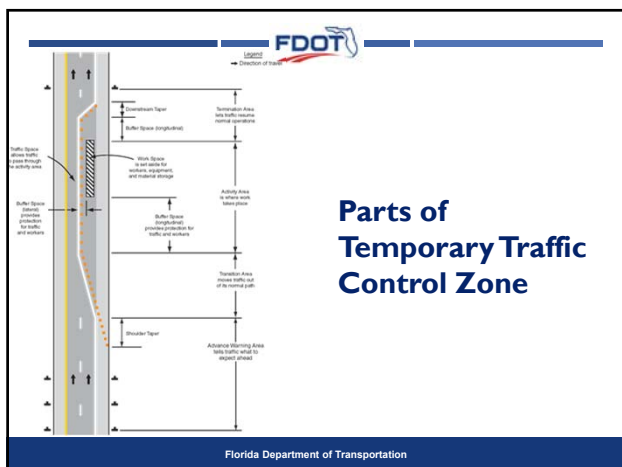 FDOT
Legend
Direction of travel
Downstream Taper
Termination Area
lets traffic resume
normal operations
Buffer Space (longitudinal)
Traffic Space
allows traffic
pass through
the activity area
Work Space
is set aside for
workers, equipment,
and material storage
Activity Area
is where work
takes place
Buffer Space
(lateral)
provides
protection
for traffic
and workers
Buffer Space
(longitudinal)
provides protection for
traffic and workers
Transition Area
moves traffic out
of its normal path
Shoulder Taper
Advance Warning Area
tells traffic what to
expect ahead
Parts of
Temporary Traffic
Control Zone
Florida Department of Transportation